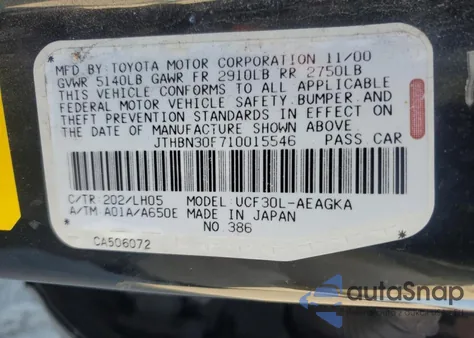 MFD BY: TOYOTA MOTOR CORPORATION 11/00
GVWR 5140LB GAWR FR 2910LB RR 2750LB
THIS VEHICLE CONFORMS TO ALL APPLICABLE
FEDERAL MOTOR VEHICLE SAFETY, BUMPER, AND
THEFT PREVENTION STANDARDS IN EFFECT ON
THE DATE OF MANUFACTURE SHOWN ABOVE.
JTHBN30F710015546 PASS. CAR
C/TR: 202/LH05 MODEL: UCF30L-AEAGKA
A/TM: A01A/A650E MADE IN JAPAN
NO 386
CA506072
autoSnap